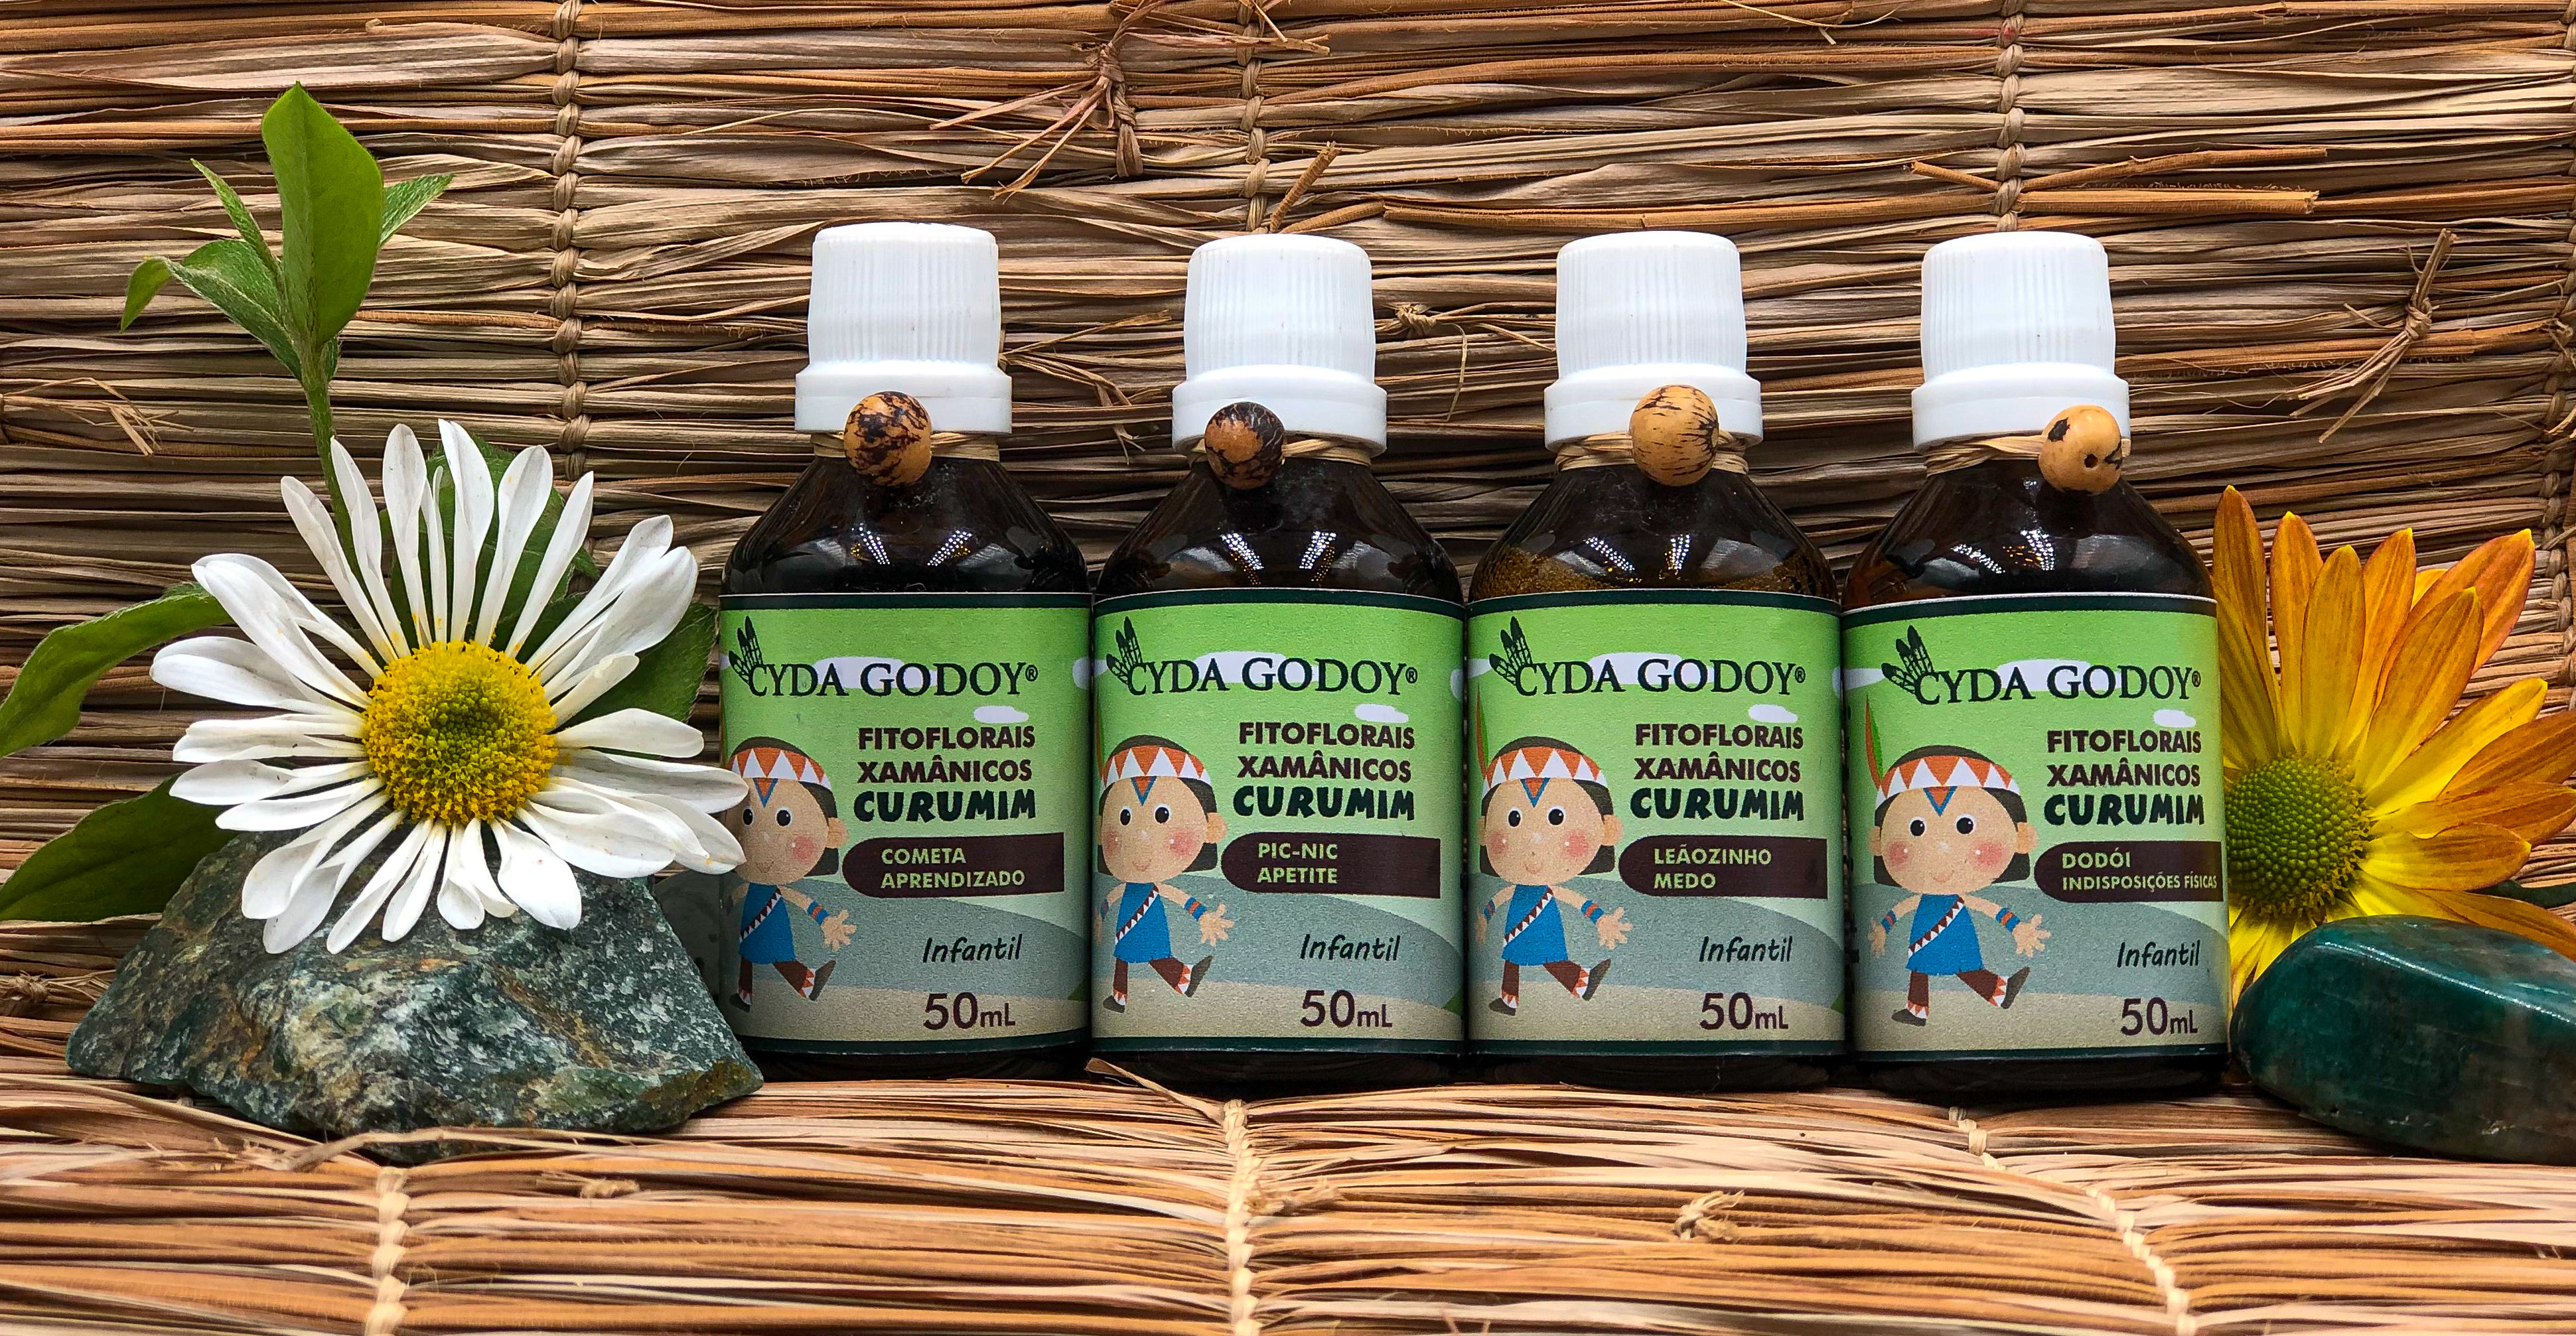 CYDA GODOY®
FITOFLORAIS
XAMÂNICOS
CURUMIM
COMETA
APRENDIZADO
Infantil
50mL
CYDA GODOY®
FITOFLORAIS
XAMÂNICOS
CURUMIM
PIC-NIC
APETITE
Infantil
50mL
CYDA GODOY®
FITOFLORAIS
XAMÂNICOS
CURUMIM
LEÃOZINHO
MEDO
Infantil
50mL
CYDA GODOY®
FITOFLORAIS
XAMÂNICOS
CURUMIM
DODÓI
INDISPOSIÇÕES FÍSICAS
Infantil
50mL